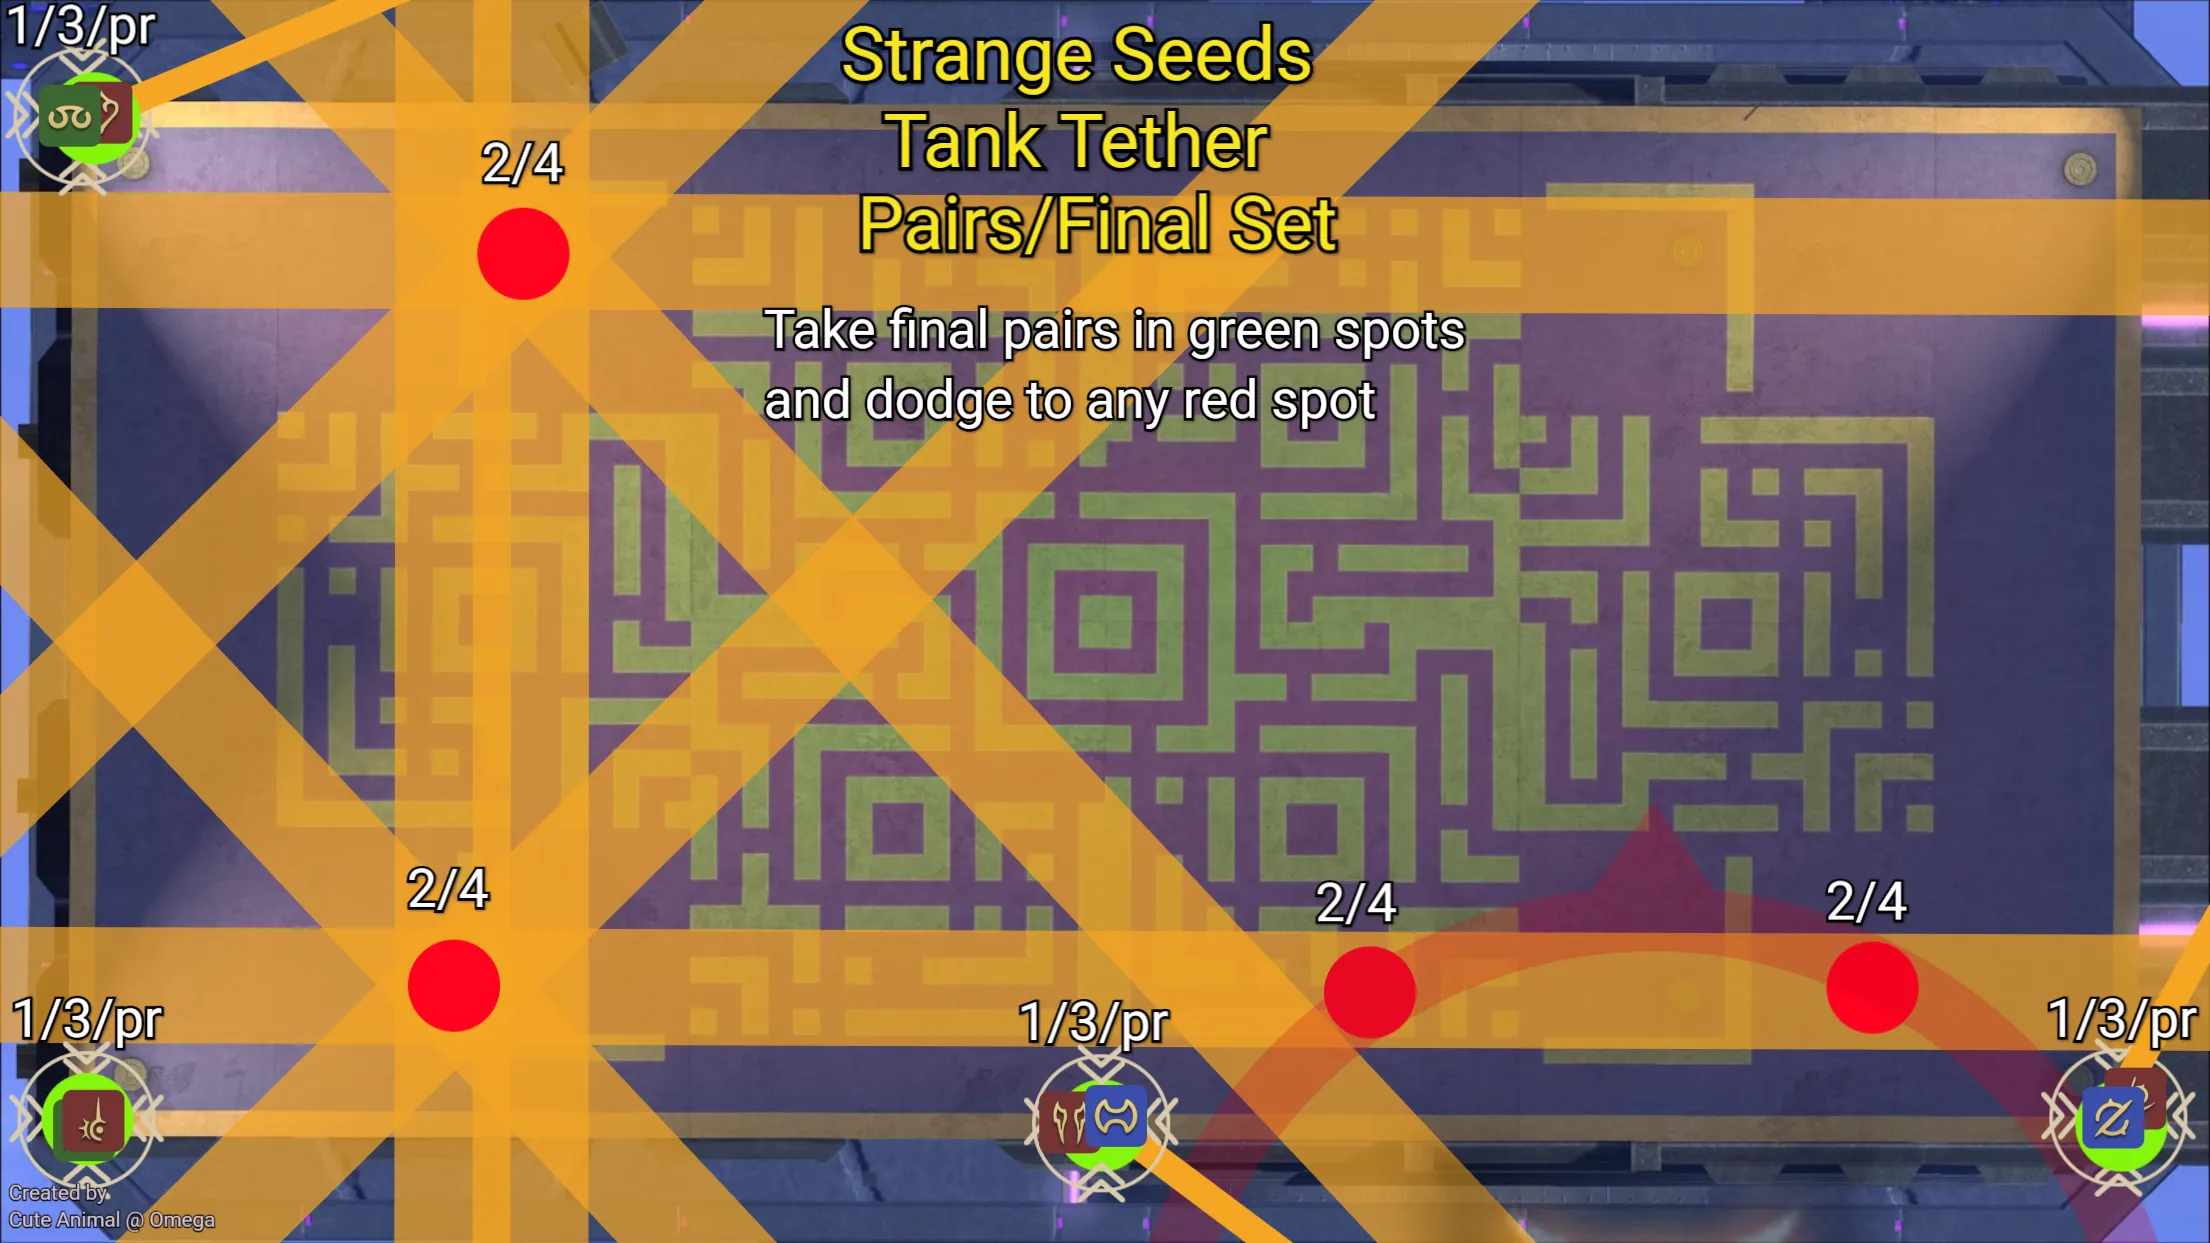 1/3/pr
Strange Seeds
Tank Tether
Pairs/Final Set
2/4
Take final pairs in green spots
and dodge to any red spot
2/4
2/4
2/4
1/3/pr
1/3/pr
1/3/pr
Created by
Cute Animal @ Omega